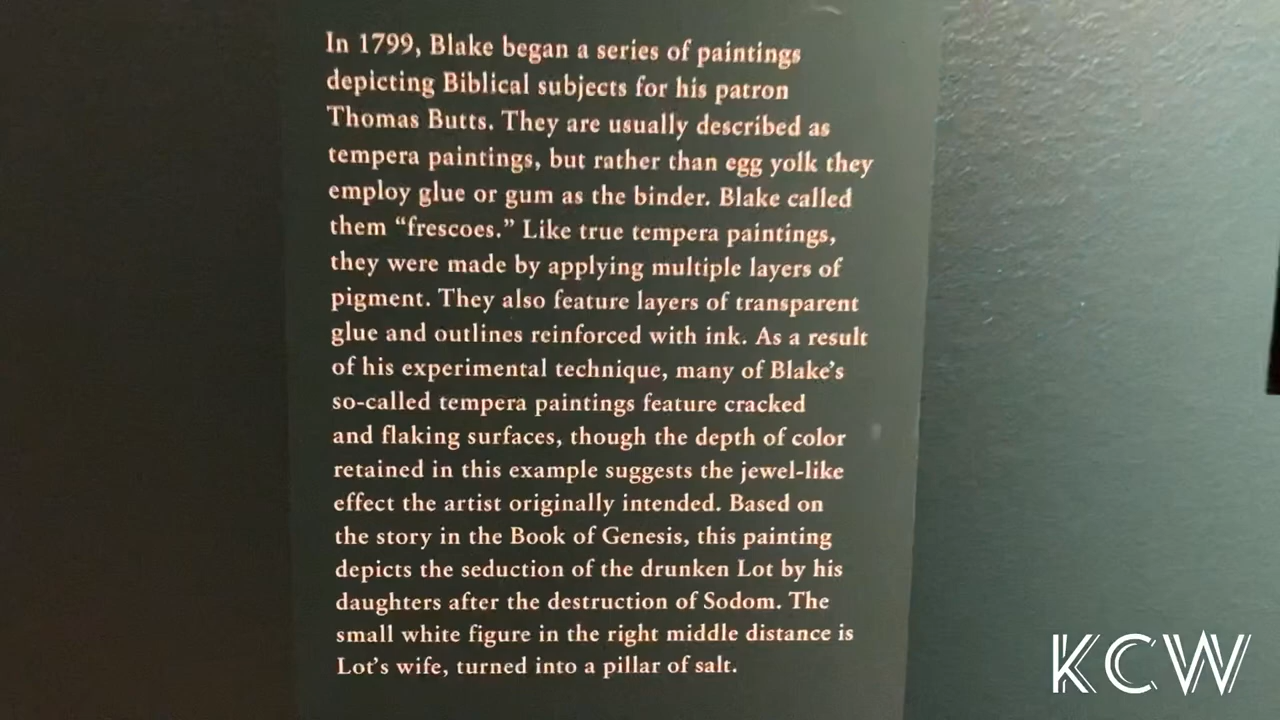 In 1799, Blake began a series of paintings
depicting Biblical subjects for his patron
Thomas Butts. They are usually described as
tempera paintings, but rather than egg yolk they
employ glue or gum as the binder. Blake called
them “frescoes.” Like true tempera paintings,
they were made by applying multiple layers of
pigment. They also feature layers of transparent
glue and outlines reinforced with ink. As a result
of his experimental technique, many of Blake’s
so-called tempera paintings feature cracked
and flaking surfaces, though the depth of color
retained in this example suggests the jewel-like
effect the artist originally intended. Based on
the story in the Book of Genesis, this painting
depicts the seduction of the drunken Lot by his
daughters after the destruction of Sodom. The
small white figure in the right middle distance is
Lot’s wife, turned into a pillar of salt.
KCW